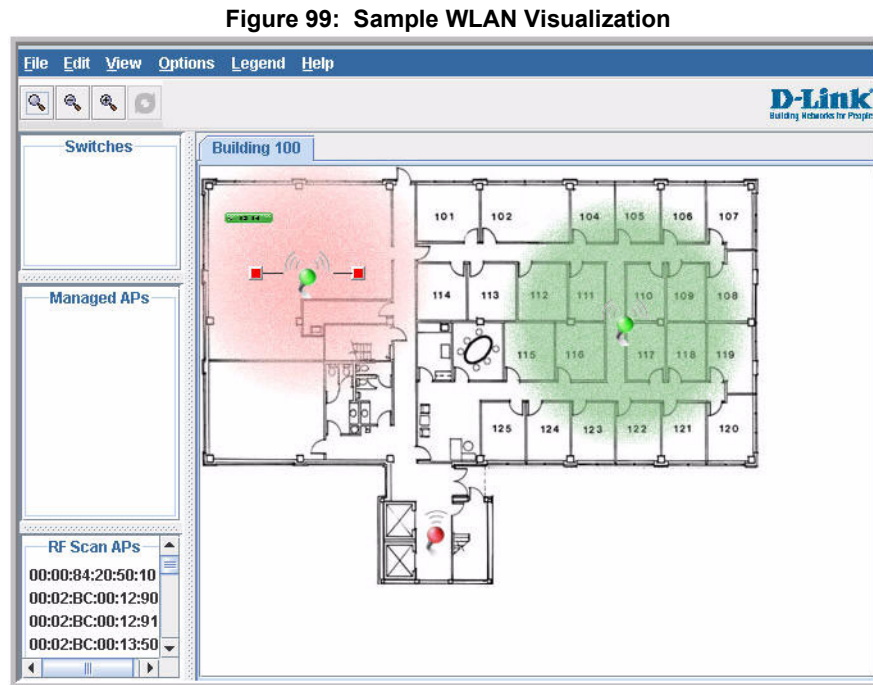 Figure 99: Sample WLAN Visualization
File Edit View Options Legend Help
D-Link
Building Networks for People
Switches
Building 100
Managed APs
RF Scan APs
00:00:84:20:50:10
00:02:BC:00:12:90
00:02:BC:00:12:91
00:02:BC:00:13:50
101 102 104 105 106 107
114 113 112 111 110 109 108
115 116 117 118 119
125 124 123 122 121 120